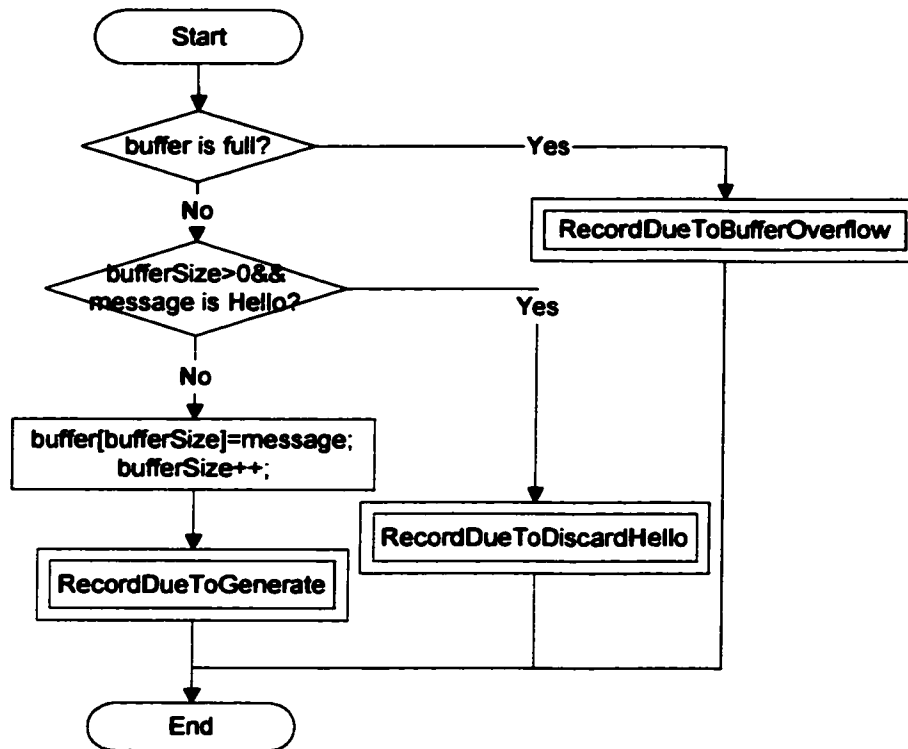 Start
buffer is full?
Yes
No
RecordDueToBufferOverflow
bufferSize>0&&
message is Hello?
Yes
No
buffer[bufferSize]=message;
bufferSize++;
RecordDueToDiscardHello
RecordDueToGenerate
End